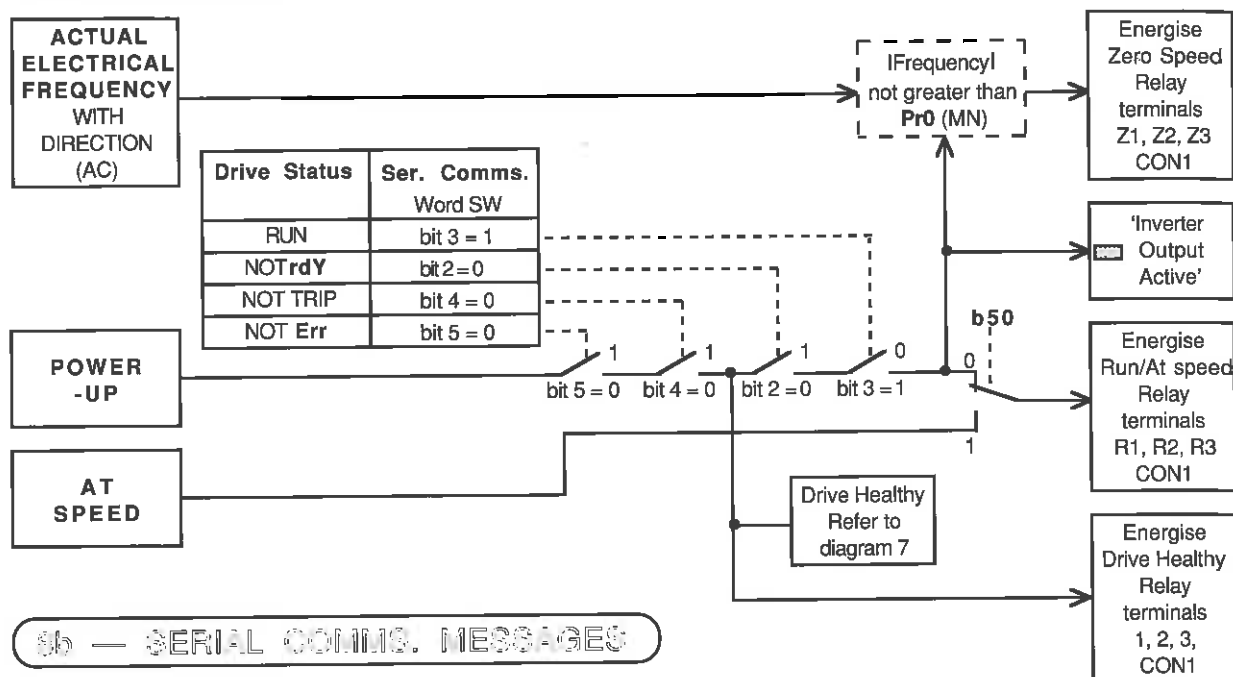 ACTUAL
ELECTRICAL
FREQUENCY
WITH
DIRECTION
(AC)
|Frequency|
not greater than
Pr0 (MN)
Energise
Zero Speed
Relay
terminals
Z1, Z2, Z3
CON1
Drive Status
Ser. Comms.
Word SW
RUN
bit 3 = 1
NOT rdY
bit 2 = 0
NOT TRIP
bit 4 = 0
NOT Err
bit 5 = 0
'Inverter
Output
Active'
POWER
-UP
1
bit 5 = 0
1
bit 4 = 0
1
bit 2 = 0
0
bit 3 = 1
b50
0
1
Energise
Run/At speed
Relay
terminals
R1, R2, R3
CON1
AT
SPEED
Drive Healthy
Refer to
diagram 7
Energise
Drive Healthy
Relay
terminals
1, 2, 3,
CON1
— SERIAL COMMS. MESSAGES